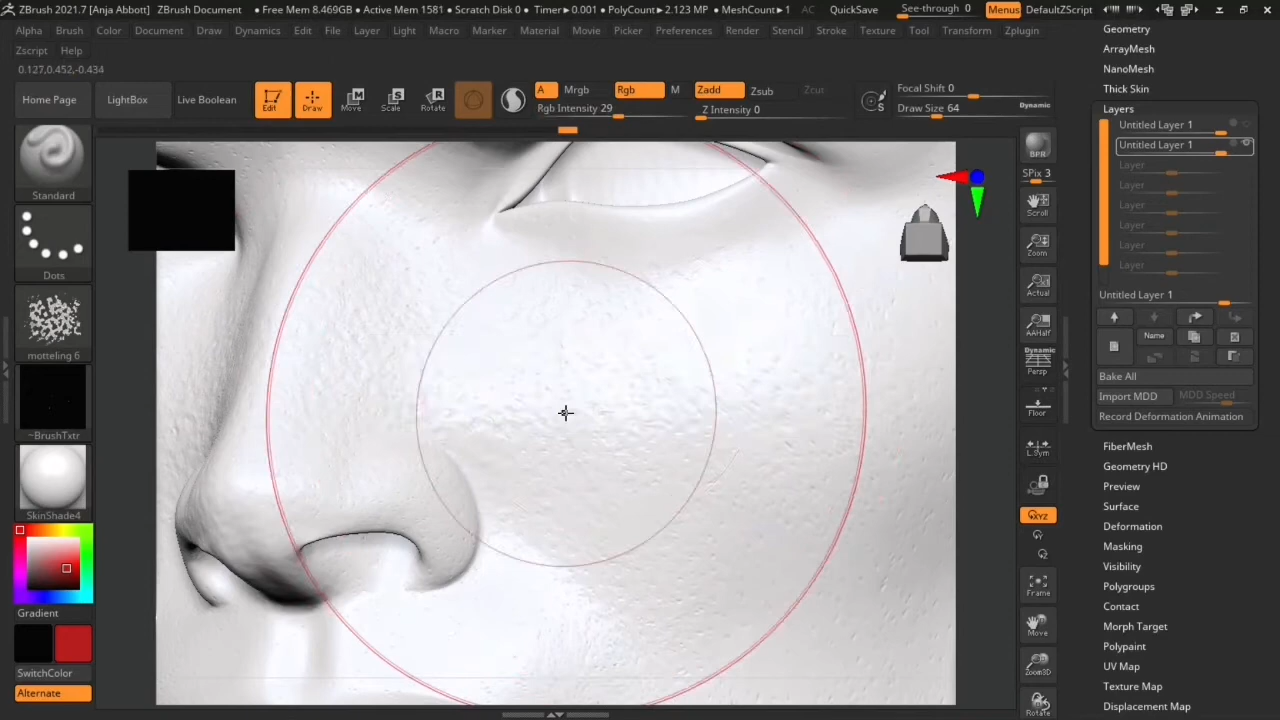 ZBrush 2021.7 [Anja Abbott] ZBrush Document • Free Mem 8.469GB • Active Mem 1581 • Scratch Disk 0 • Timer▸0.001 • PolyCount▸2.123 MP • MeshCount▸1 AC QuickSave See-through 0 Menus DefaultZScript
Alpha Brush Color Document Draw Dynamics Edit File Layer Light Macro Marker Material Movie Picker Preferences Render Stencil Stroke Texture Tool Transform Zplugin
Zscript Help
0.127,0.452,-0.434
Home Page LightBox Live Boolean Edit Draw Move Scale Rotate
A Mrgb Rgb M Zadd Zsub Zcut Focal Shift 0
Rgb Intensity 29 Z Intensity 0 Draw Size 64 Dynamic
Standard
Dots
motteling 6
~BrushTxtr
SkinShade4
Gradient
SwitchColor
Alternate
BPR
SPix 3
Scroll
Zoom
Actual
AAHalf
Dynamic
Persp
Floor
L.Sym
XYZ
Y
Z
Frame
Move
Zoom3D
Rotate
Geometry
ArrayMesh
NanoMesh
Thick Skin
Layers
Untitled Layer 1
Untitled Layer 1
Layer
Layer
Layer
Layer
Layer
Layer
Untitled Layer 1
Name
Bake All
Import MDD MDD Speed
Record Deformation Animation
FiberMesh
Geometry HD
Preview
Surface
Deformation
Masking
Visibility
Polygroups
Contact
Morph Target
Polypaint
UV Map
Texture Map
Displacement Map